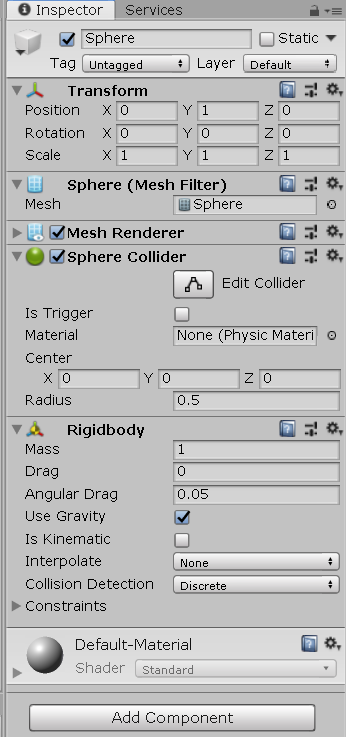 Inspector Services
Sphere Static
Tag Untagged Layer Default
Transform
Position X 0 Y 1 Z 0
Rotation X 0 Y 0 Z 0
Scale X 1 Y 1 Z 1
Sphere (Mesh Filter)
Mesh Sphere
Mesh Renderer
Sphere Collider
Edit Collider
Is Trigger
Material None (Physic Materi
Center
X 0 Y 0 Z 0
Radius 0.5
Rigidbody
Mass 1
Drag 0
Angular Drag 0.05
Use Gravity
Is Kinematic
Interpolate None
Collision Detection Discrete
Constraints
Default-Material
Shader Standard
Add Component